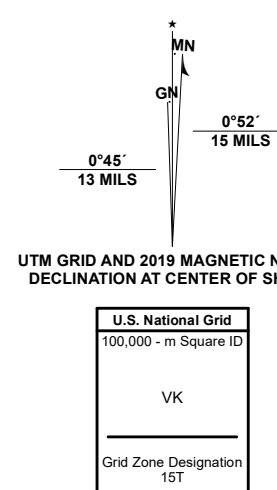 ★
MN
GN
0°52´
15 MILS
0°45´
13 MILS
UTM GRID AND 2019 MAGNETIC
DECLINATION AT CENTER OF
U.S. National Grid
100,000 - m Square ID
VK
Grid Zone Designation
15T